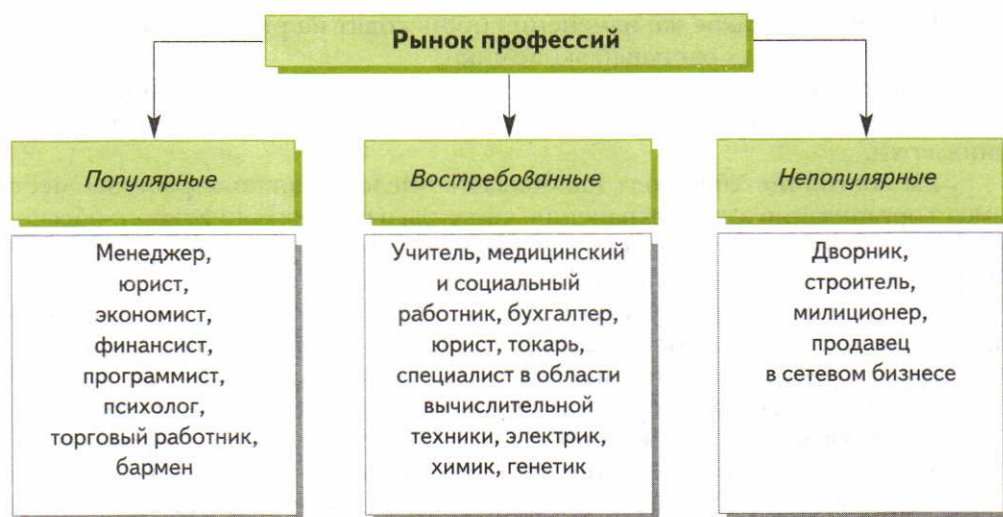 Рынок профессий
Популярные
Менеджер,
юрист,
экономист,
финансист,
программист,
психолог,
торговый работник,
бармен
Востребованные
Учитель, медицинский
и социальный
работник, бухгалтер,
юрист, токарь,
специалист в области
вычислительной
техники, электрик,
химик, генетик
Непопулярные
Дворник,
строитель,
милиционер,
продавец
в сетевом бизнесе